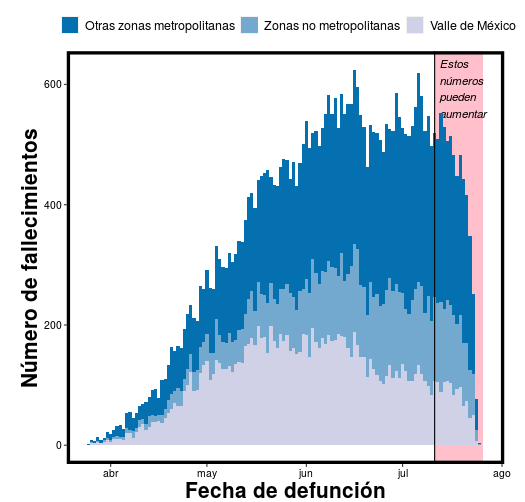 Otras zonas metropolitanas Zonas no metropolitanas Valle de México
Estos
números
pueden
aumentar
600
400
200
0
Número de fallecimientos
abr may jun jul ago
Fecha de defunción